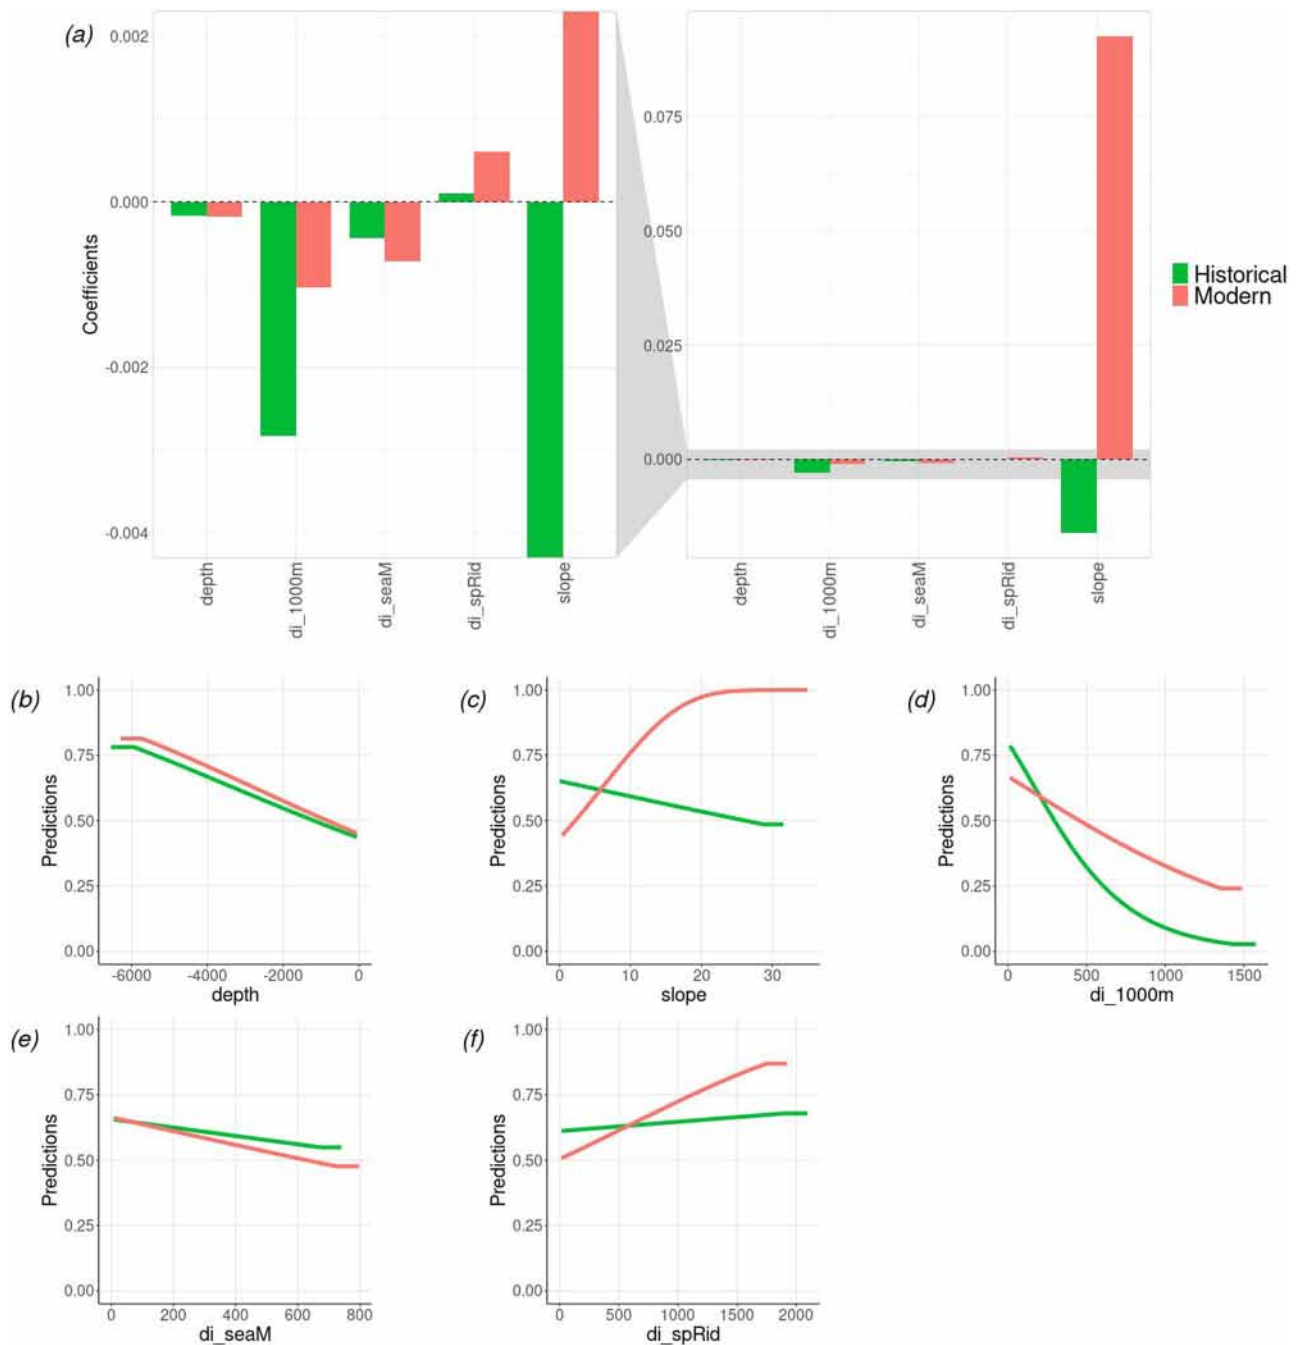 (a)
0.002
0.000
-0.002
-0.004
Coefficients
depth
di_1000m
di_seaM
di_spRid
slope
0.075
0.050
0.025
0.000
depth
di_1000m
di_seaM
di_spRid
slope
Historical
Modern
(b)
1.00
0.75
0.50
0.25
0.00
Predictions
-6000 -4000 -2000 0
depth
(c)
1.00
0.75
0.50
0.25
0.00
Predictions
0 10 20 30
slope
(d)
1.00
0.75
0.50
0.25
0.00
Predictions
0 500 1000 1500
di_1000m
(e)
1.00
0.75
0.50
0.25
0.00
Predictions
0 200 400 600 800
di_seaM
(f)
1.00
0.75
0.50
0.25
0.00
Predictions
0 500 1000 1500 2000
di_spRid